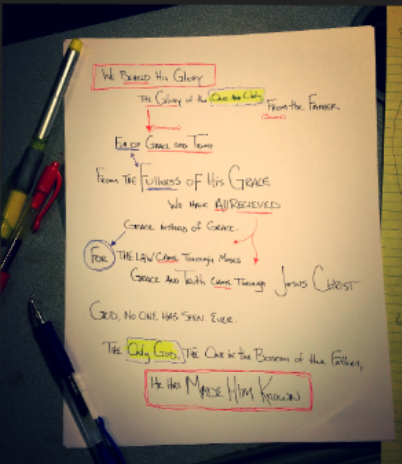 We Beheld His Glory
The Glory of the One and Only From the Father.
(Source)
Full of Grace and Truth
From the Fullness of His Grace
We have All Recieved
Grace instead of Grace.
For The Law Came Through Moses
Grace and Truth Came Through Jesus Christ
God, No One Has Seen. Ever.
The Only God, The One in the Bosom of the Father,
He Has Made Him Known